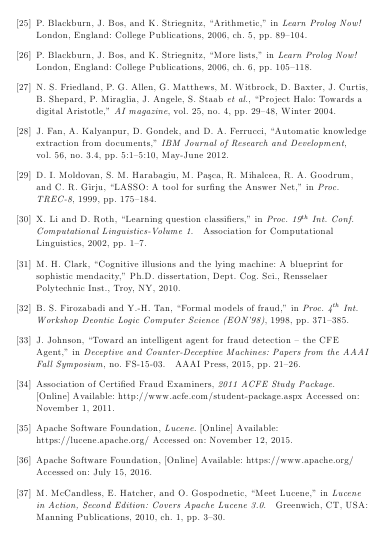 [25] P. Blackburn, J. Bos, and K. Striegnitz, “Arithmetic,” in Learn Prolog Now!
London, England: College Publications, 2006, ch. 5, pp. 89–104.
[26] P. Blackburn, J. Bos, and K. Striegnitz, “More lists,” in Learn Prolog Now!
London, England: College Publications, 2006, ch. 6, pp. 105–118.
[27] N. S. Friedland, P. G. Allen, G. Matthews, M. Witbrock, D. Baxter, J. Curtis,
B. Shepard, P. Miraglia, J. Angele, S. Staab et al., “Project Halo: Towards a
digital Aristotle,” AI magazine, vol. 25, no. 4, pp. 29–48, Winter 2004.
[28] J. Fan, A. Kalyanpur, D. Gondek, and D. A. Ferrucci, “Automatic knowledge
extraction from documents,” IBM Journal of Research and Development,
vol. 56, no. 3.4, pp. 5:1–5:10, May-June 2012.
[29] D. I. Moldovan, S. M. Harabagiu, M. Paşca, R. Mihalcea, R. A. Goodrum,
and C. R. Girju, “LASSO: A tool for surfing the Answer Net,” in Proc.
TREC-8, 1999, pp. 175–184.
[30] X. Li and D. Roth, “Learning question classifiers,” in Proc. 19th Int. Conf.
Computational Linguistics-Volume 1. Association for Computational
Linguistics, 2002, pp. 1–7.
[31] M. H. Clark, “Cognitive illusions and the lying machine: A blueprint for
sophistic mendacity,” Ph.D. dissertation, Dept. Cog. Sci., Rensselaer
Polytechnic Inst., Troy, NY, 2010.
[32] B. S. Firozabadi and Y.-H. Tan, “Formal models of fraud,” in Proc. 4th Int.
Workshop Deontic Logic Computer Science (EON’98), 1998, pp. 371–385.
[33] J. Johnson, “Toward an intelligent agent for fraud detection – the CFE
Agent,” in Deceptive and Counter-Deceptive Machines: Papers from the AAAI
Fall Symposium, no. FS-15-03. AAAI Press, 2015, pp. 21–26.
[34] Association of Certified Fraud Examiners, 2011 ACFE Study Package.
[Online] Available: http://www.acfe.com/student-package.aspx Accessed on:
November 1, 2011.
[35] Apache Software Foundation, Lucene. [Online] Available:
https://lucene.apache.org/ Accessed on: November 12, 2015.
[36] Apache Software Foundation, [Online] Available: https://www.apache.org/
Accessed on: July 15, 2016.
[37] M. McCandless, E. Hatcher, and O. Gospodnetic, “Meet Lucene,” in Lucene
in Action, Second Edition: Covers Apache Lucene 3.0. Greenwich, CT, USA:
Manning Publications, 2010, ch. 1, pp. 3–30.